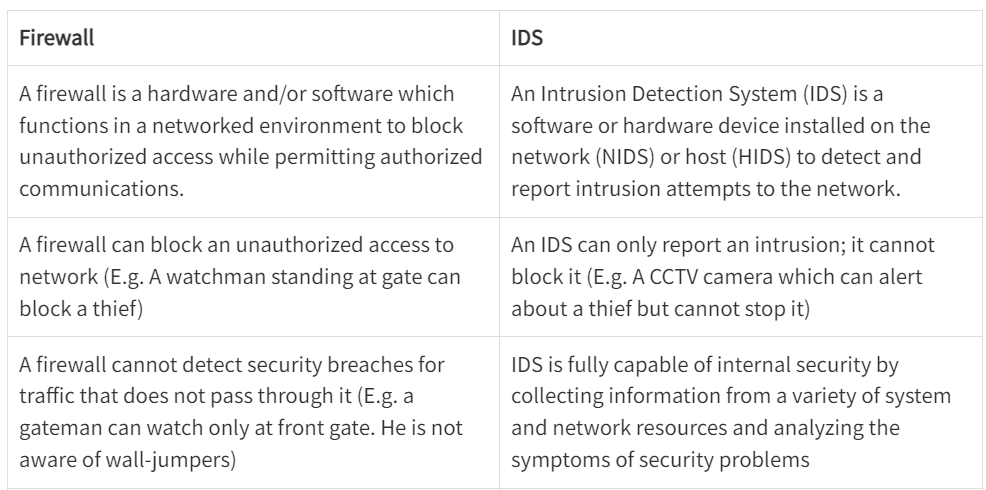 Firewall
IDS
A firewall is a hardware and/or software which
functions in a networked environment to block
unauthorized access while permitting authorized
communications.
An Intrusion Detection System (IDS) is a
software or hardware device installed on the
network (NIDS) or host (HIDS) to detect and
report intrusion attempts to the network.
A firewall can block an unauthorized access to
network (E.g. A watchman standing at gate can
block a thief)
An IDS can only report an intrusion; it cannot
block it (E.g. A CCTV camera which can alert
about a thief but cannot stop it)
A firewall cannot detect security breaches for
traffic that does not pass through it (E.g. a
gateman can watch only at front gate. He is not
aware of wall-jumpers)
IDS is fully capable of internal security by
collecting information from a variety of system
and network resources and analyzing the
symptoms of security problems